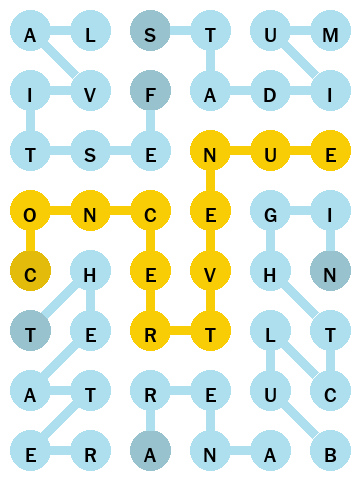 A L S T U M
I V F A D I
T S E N U E
O N C E G I
C H E V H N
T E R T L T
A T R E U C
E R A N A B